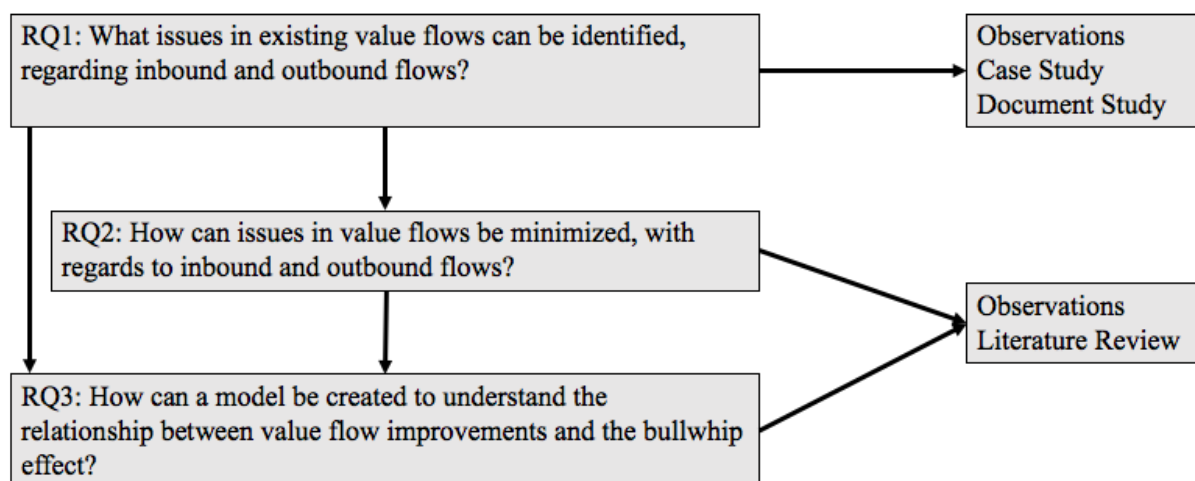 RQ1: What issues in existing value flows can be identified,
regarding inbound and outbound flows?
Observations
Case Study
Document Study
RQ2: How can issues in value flows be minimized, with
regards to inbound and outbound flows?
Observations
Literature Review
RQ3: How can a model be created to understand the
relationship between value flow improvements and the bullwhip
effect?